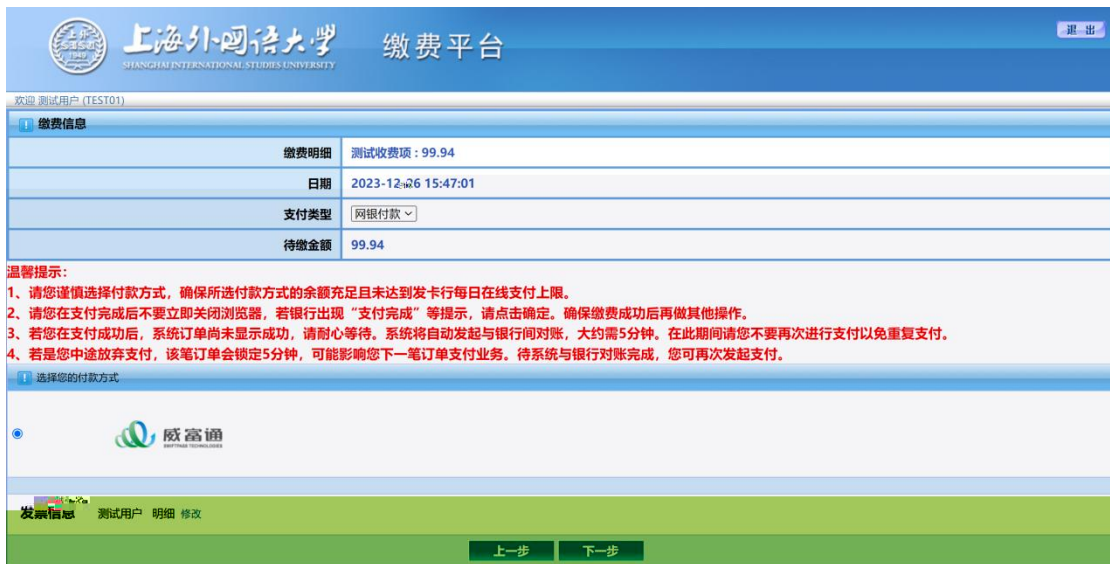 上海外国语大学 缴费平台 退 出
SHANGHAI INTERNATIONAL STUDIES UNIVERSITY
欢迎 测试用户 (TEST01)
缴费信息
缴费明细 测试收费项 : 99.94
日期 2023-12-26 15:47:01
支付类型 网银付款
待缴金额 99.94
温馨提示：
1、请您谨慎选择付款方式，确保所选付款方式的余额充足且未达到发卡行每日在线支付上限。
2、请您在支付完成后不要立即关闭浏览器，若银行出现“支付完成”等提示，请点击确定。确保缴费成功后再做其他操作。
3、若您在支付成功后，系统订单尚未显示成功，请耐心等待。系统将自动发起与银行间对账，大约需5分钟。在此期间请您不要再次进行支付以免重复支付。
4、若是您中途放弃支付，该笔订单会锁定5分钟，可能影响您下一笔订单支付业务。待系统与银行对账完成，您可再次发起支付。
选择您的付款方式
威富通
SWIFTPASS TECHNOLOGIES
发票信息 测试用户 明细 修改
上一步 下一步